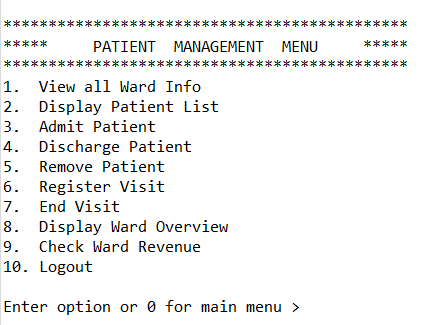 *********************************************
*****     PATIENT  MANAGEMENT  MENU     *****
*********************************************
1.  View all Ward Info
2.  Display Patient List
3.  Admit Patient
4.  Discharge Patient
5.  Remove Patient
6.  Register Visit
7.  End Visit
8.  Display Ward Overview
9.  Check Ward Revenue
10. Logout
Enter option or 0 for main menu >